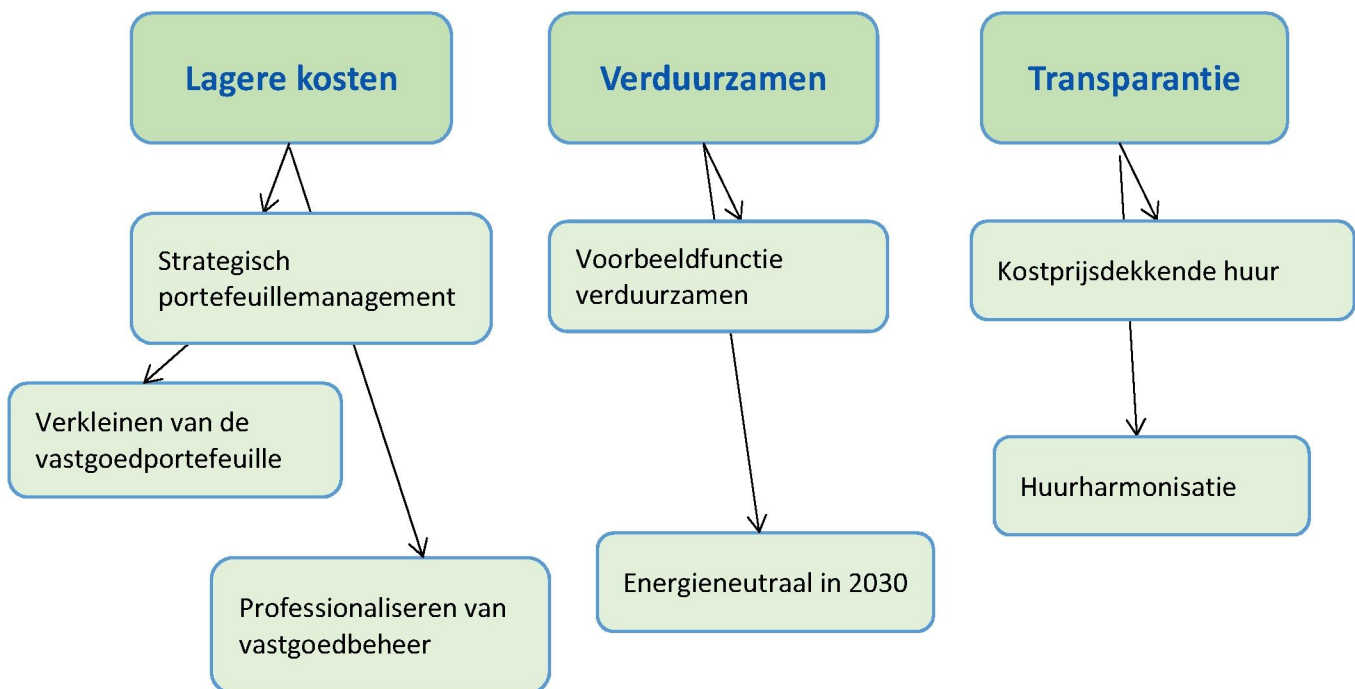 Lagere kosten
Verduurzamen
Transparantie
Strategisch
portefeuillemanagement
Voorbeeldfunctie
verduurzamen
Kostprijsdekkende huur
Verkleinen van de
vastgoedportefeuille
Huurharmonisatie
Professionaliseren van
vastgoedbeheer
Energieneutraal in 2030